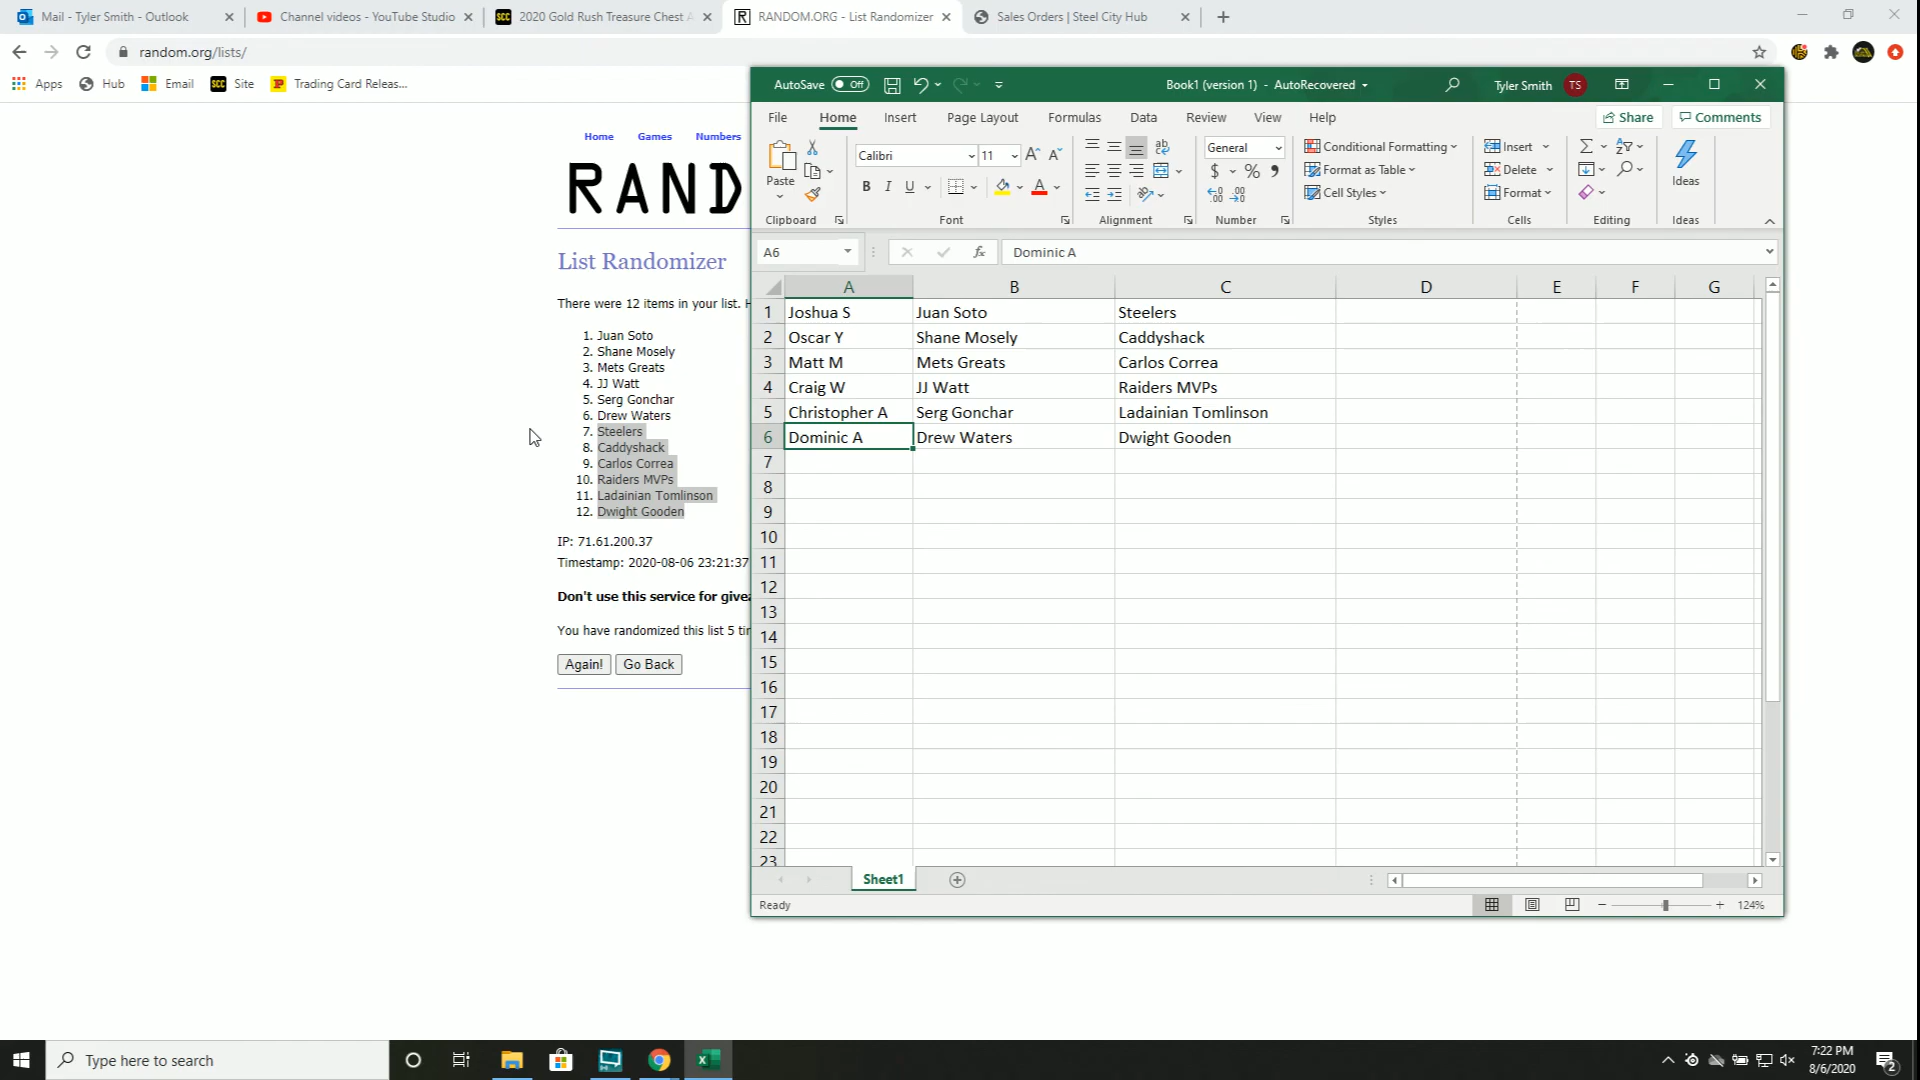 Mail - Tyler Smith - Outlook
Channel videos - YouTube Studio
2020 Gold Rush Treasure Chest A
RANDOM.ORG - List Randomizer
Sales Orders | Steel City Hub
random.org/lists/
Apps
Hub
Email
Site
Trading Card Releas...
Home
Games
Numbers
RAND
List Randomizer
There were 12 items in your list. H
1. Juan Soto
2. Shane Mosely
3. Mets Greats
4. JJ Watt
5. Serg Gonchar
6. Drew Waters
7. Steelers
8. Caddyshack
9. Carlos Correa
10. Raiders MVPs
11. Ladainian Tomlinson
12. Dwight Gooden
IP: 71.61.200.37
Timestamp: 2020-08-06 23:21:37
Don't use this service for givea
You have randomized this list 5 ti
Again!
Go Back
AutoSave Off
Book1 (version 1) - AutoRecovered
Tyler Smith TS
File Home Insert Page Layout Formulas Data Review View Help
Share
Comments
Paste
Clipboard
Calibri 11
B I U
Font
Alignment
General
$ % ,
Number
Conditional Formatting
Format as Table
Cell Styles
Styles
Insert
Delete
Format
Cells
Editing
Ideas
Ideas
A6 fx Dominic A
A B C D E F G
1 Joshua S Juan Soto Steelers
2 Oscar Y Shane Mosely Caddyshack
3 Matt M Mets Greats Carlos Correa
4 Craig W JJ Watt Raiders MVPs
5 Christopher A Serg Gonchar Ladainian Tomlinson
6 Dominic A Drew Waters Dwight Gooden
7
8
9
10
11
12
13
14
15
16
17
18
19
20
21
22
23
Sheet1
Ready
124%
Type here to search
7:22 PM
8/6/2020
2